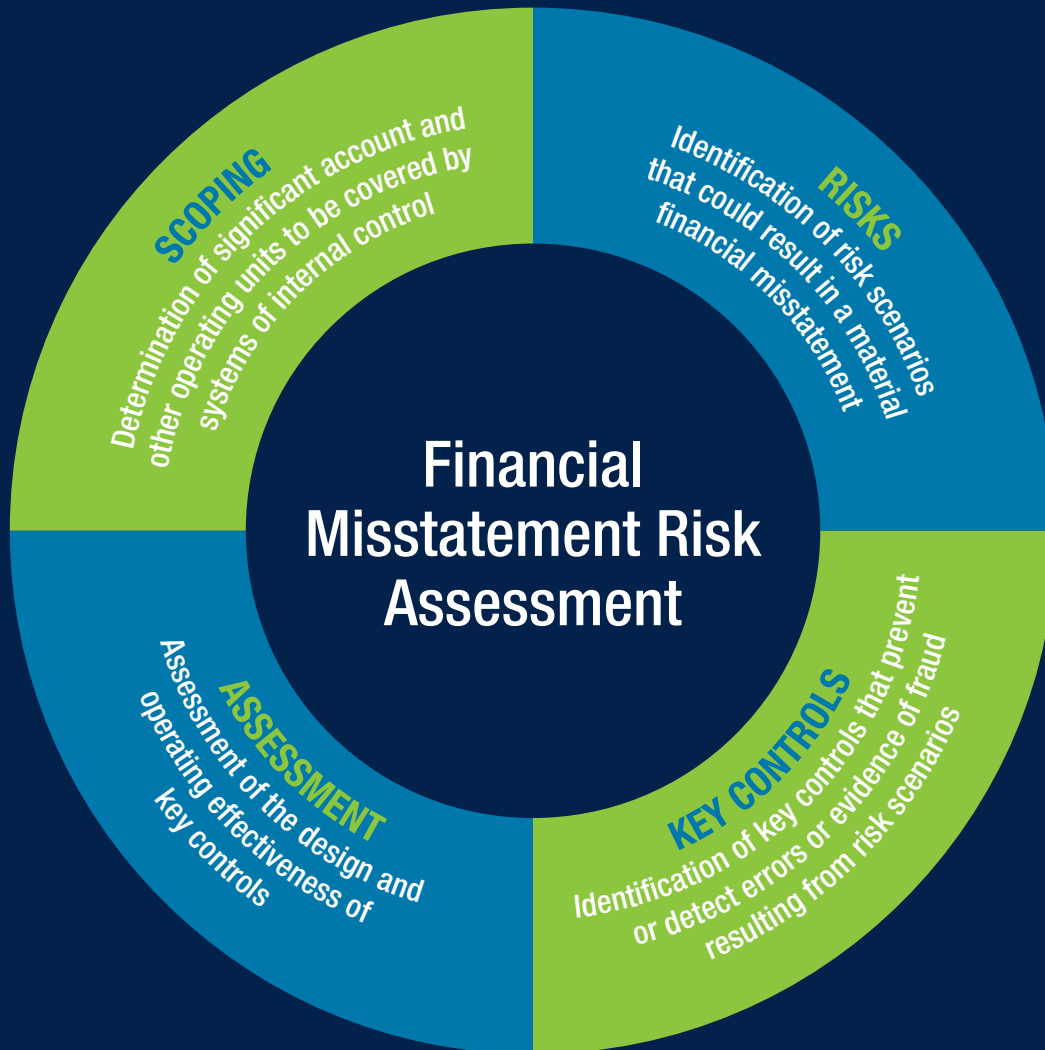 SCOPING
Determination of significant account and
other operating units to be covered by
systems of internal control
RISKS
Identification of risk scenarios
that could result in a material
financial misstatement
Financial
Misstatement Risk
Assessment
ASSESSMENT
Assessment of the design and
operating effectiveness of
key controls
KEY CONTROLS
Identification of key controls that prevent
or detect errors or evidence of fraud
resulting from risk scenarios